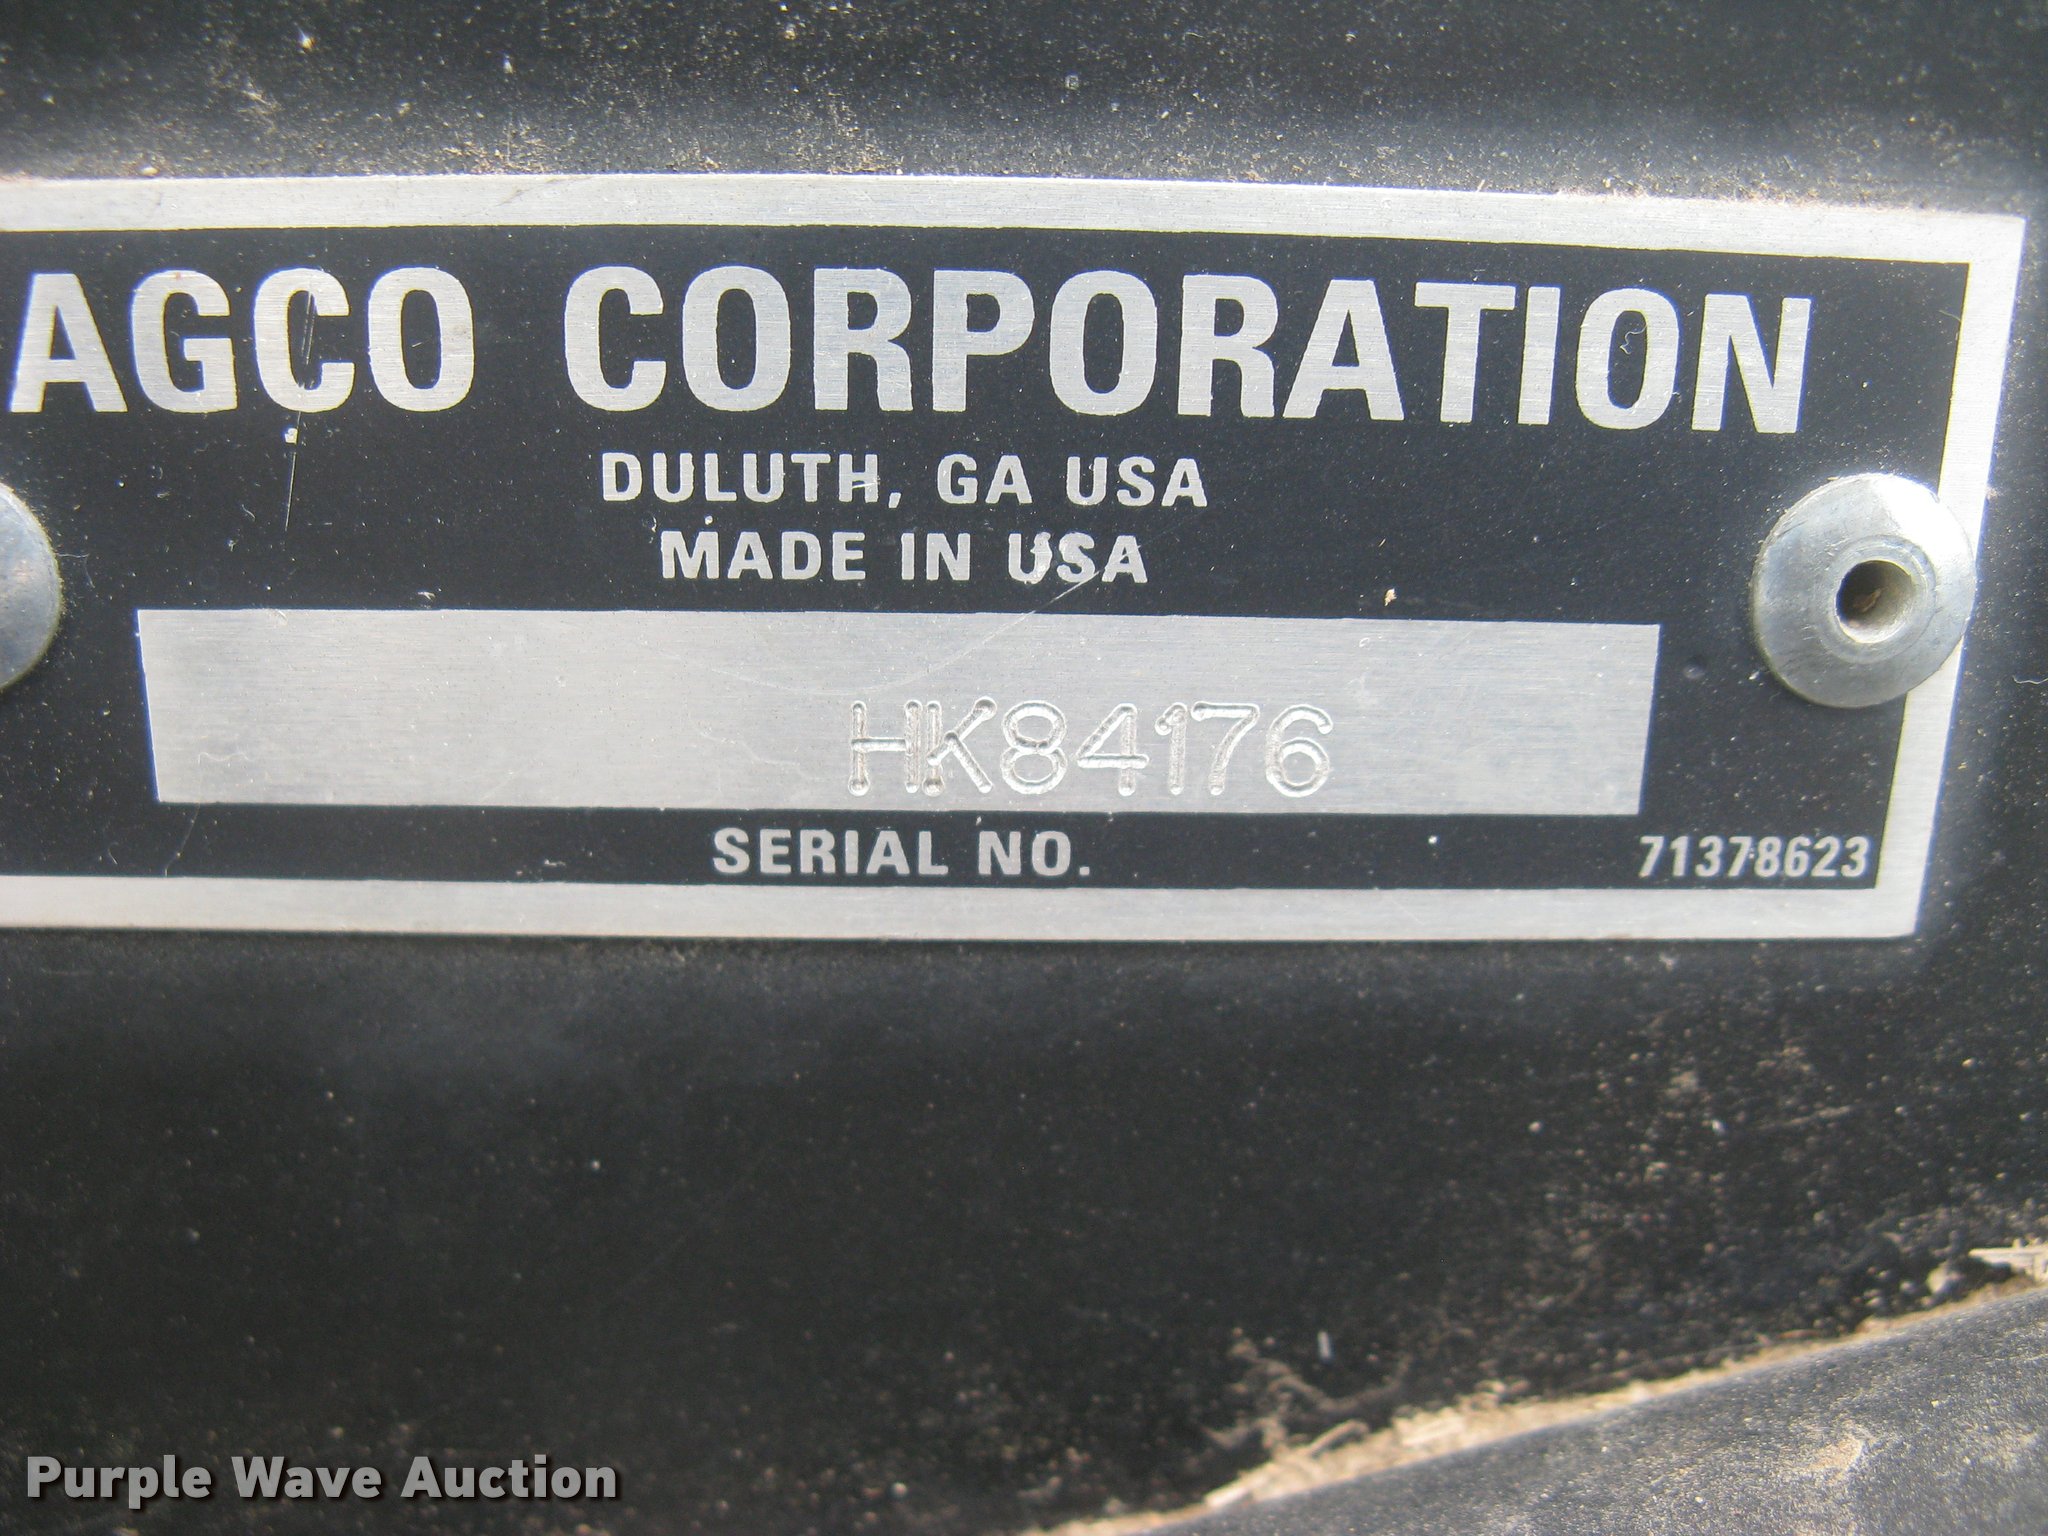 AGCO CORPORATION
DULUTH, GA USA
MADE IN USA
HK84176
SERIAL NO.
71378623
Purple Wave Auction